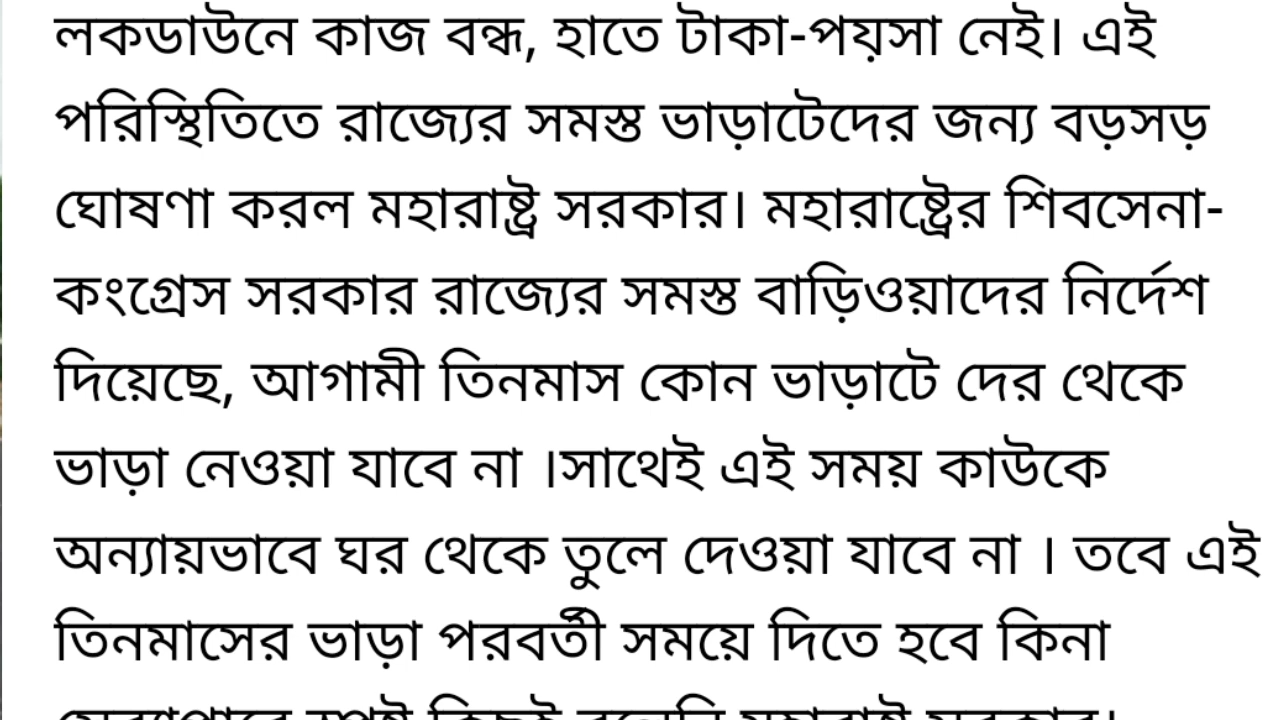 লকডাউনে কাজ বন্ধ, হাতে টাকা-পয়সা নেই। এই
পরিস্থিতিতে রাজ্যের সমস্ত ভাড়াটেদের জন্য বড়সড়
ঘোষণা করল মহারাষ্ট্র সরকার। মহারাষ্ট্রের শিবসেনা-
কংগ্রেস সরকার রাজ্যের সমস্ত বাড়িওয়াদের নির্দেশ
দিয়েছে, আগামী তিনমাস কোন ভাড়াটে দের থেকে
ভাড়া নেওয়া যাবে না ।সাথেই এই সময় কাউকে
অন্যায়ভাবে ঘর থেকে তুলে দেওয়া যাবে না । তবে এই
তিনমাসের ভাড়া পরবর্তী সময়ে দিতে হবে কিনা